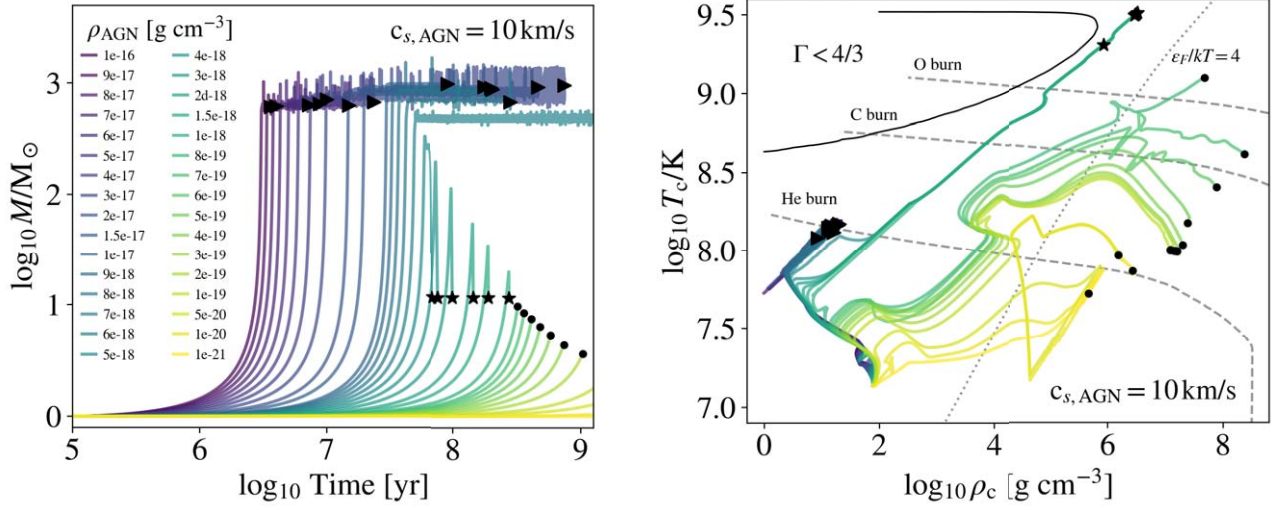 ρ_AGN [g cm⁻³]
1e-16
9e-17
8e-17
7e-17
6e-17
5e-17
4e-17
3e-17
2e-17
1.5e-17
1e-17
9e-18
8e-18
7e-18
6e-18
5e-18
4e-18
3e-18
2d-18
1.5e-18
1e-18
8e-19
7e-19
6e-19
5e-19
4e-19
3e-19
2e-19
1e-19
5e-20
1e-20
1e-21
c_s, AGN = 10 km/s
log₁₀ M/M⊙
3
2
1
0
5
6
7
8
9
log₁₀ Time [yr]
log₁₀ T_c/K
9.5
9.0
8.5
8.0
7.5
7.0
Γ < 4/3
ε_F/kT = 4
O burn
C burn
He burn
c_s, AGN = 10 km/s
0
2
4
6
8
log₁₀ ρ_c [g cm⁻³]